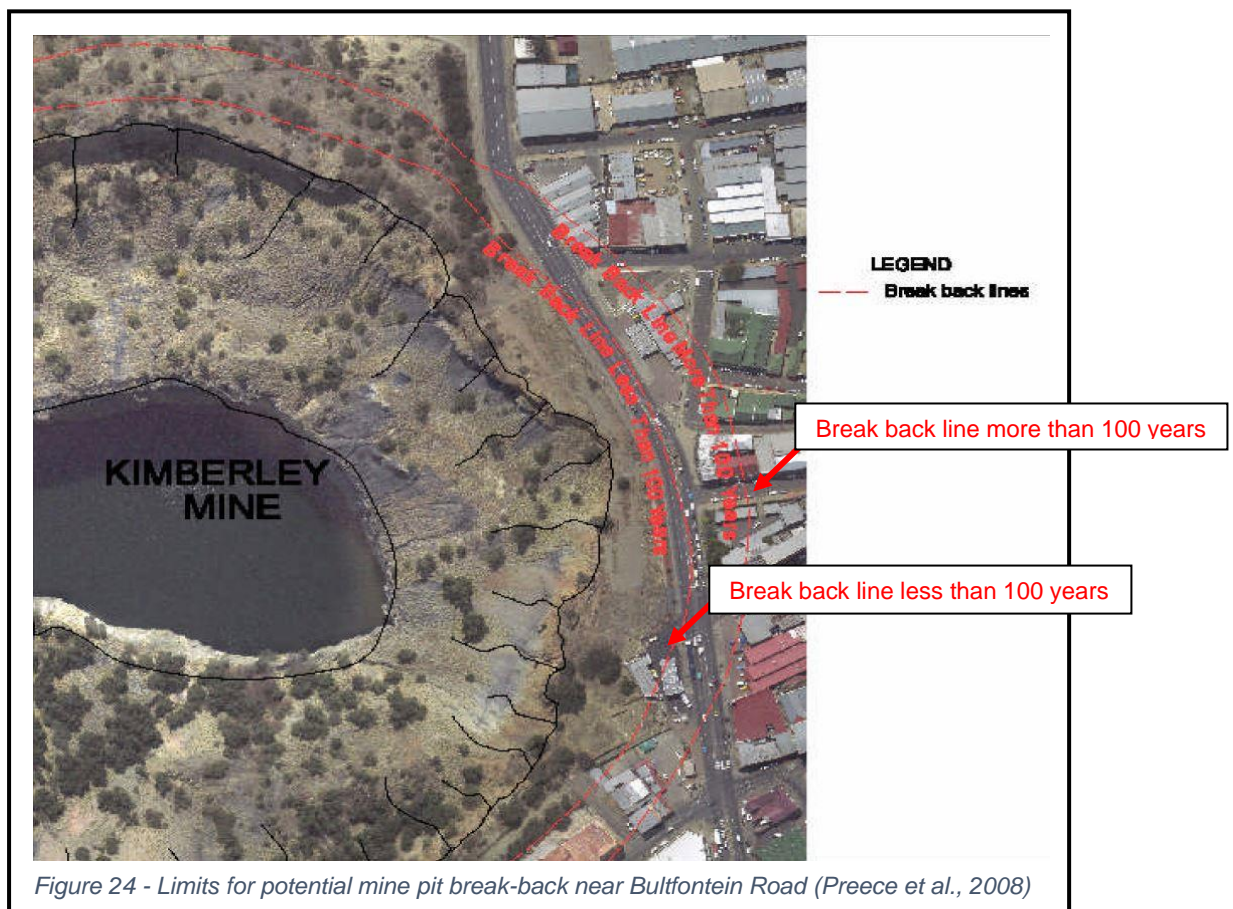 KIMBERLEY
MINE
Break Back Line Less Than 100 Years
Break Back Line More Than 100 Years
LEGEND
Break back lines
Break back line more than 100 years
Break back line less than 100 years
Figure 24 - Limits for potential mine pit break-back near Bultfontein Road (Preece et al., 2008)